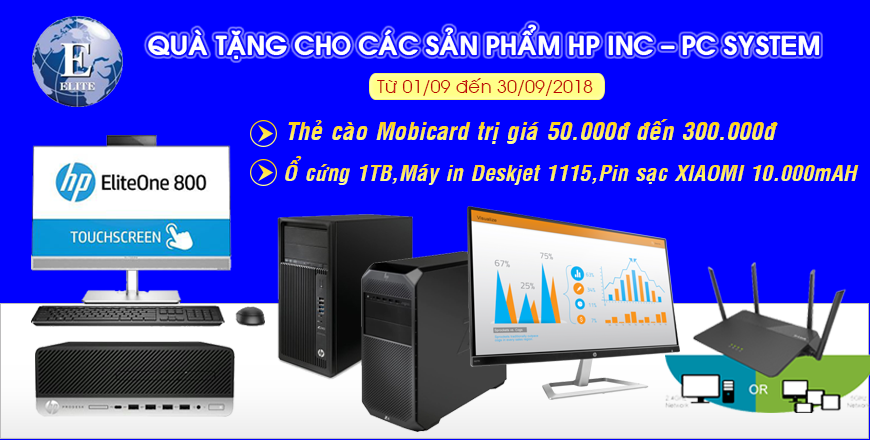 E
ELITE
QUÀ TẶNG CHO CÁC SẢN PHẨM HP INC – PC SYSTEM
Từ 01/09 đến 30/09/2018
Thẻ cào Mobicard trị giá 50.000đ đến 300.000đ
Ổ cứng 1TB,Máy in Deskjet 1115,Pin sạc XIAOMI 10.000mAH
hp EliteOne 800
TOUCHSCREEN
67%
25%
75%
OR
Network
Network